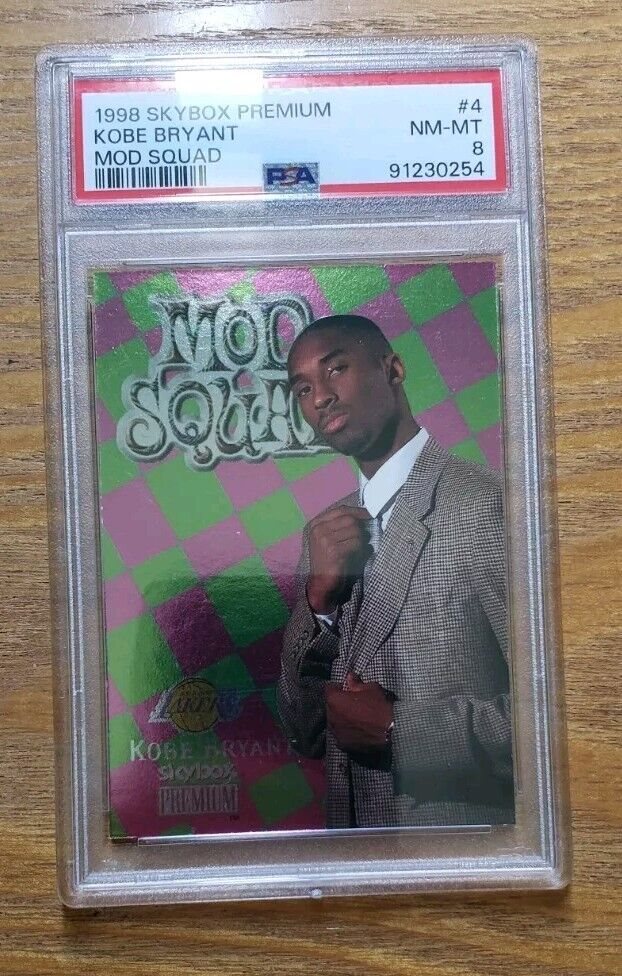 1998 SKYBOX PREMIUM #4
KOBE BRYANT NM-MT
MOD SQUAD 8
PSA 91230254
MOD
SQUAD
LAKERS
KOBE BRYANT
skybox
PREMIUM
TM